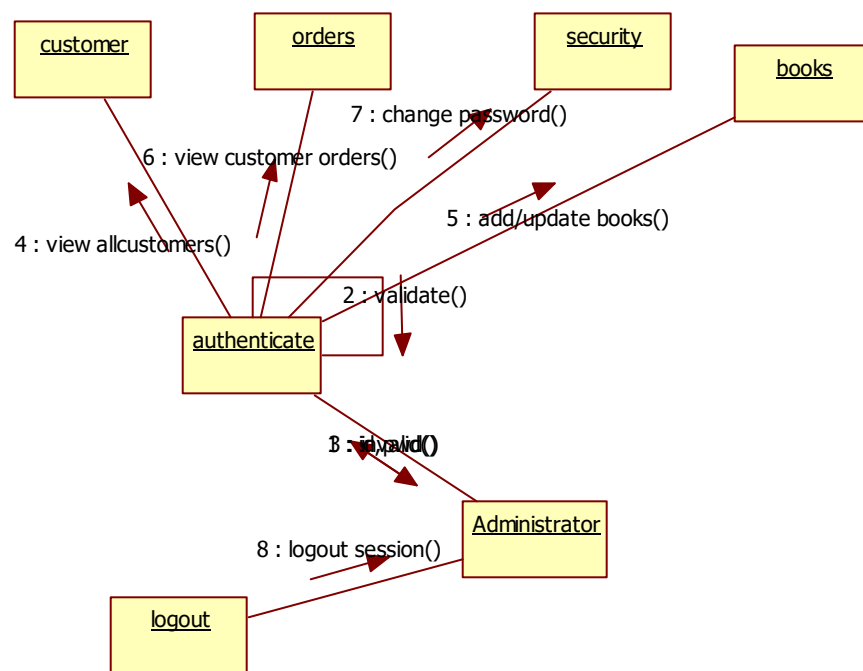 customer
orders
security
books
7 : change password()
6 : view customer orders()
5 : add/update books()
4 : view allcustomers()
2 : validate()
authenticate
Administrator
8 : logout session()
logout